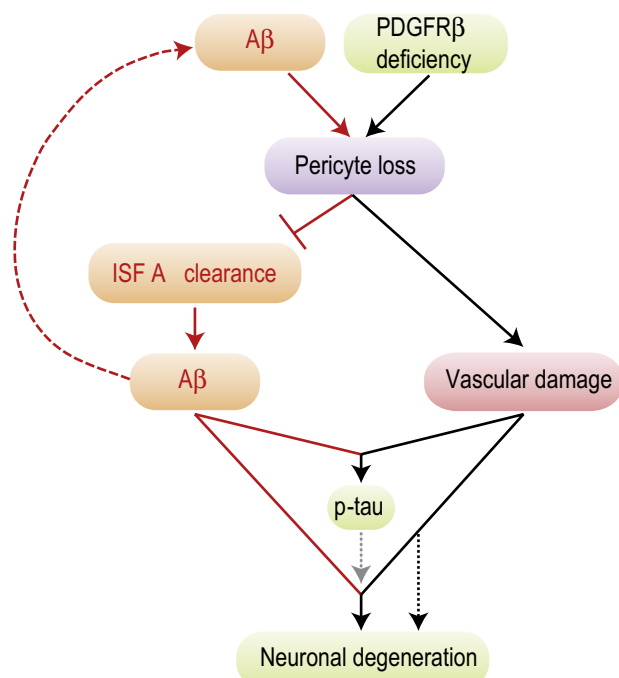 Aβ
PDGFRβ
deficiency
Pericyte loss
ISF A clearance
Aβ
Vascular damage
p-tau
Neuronal degeneration